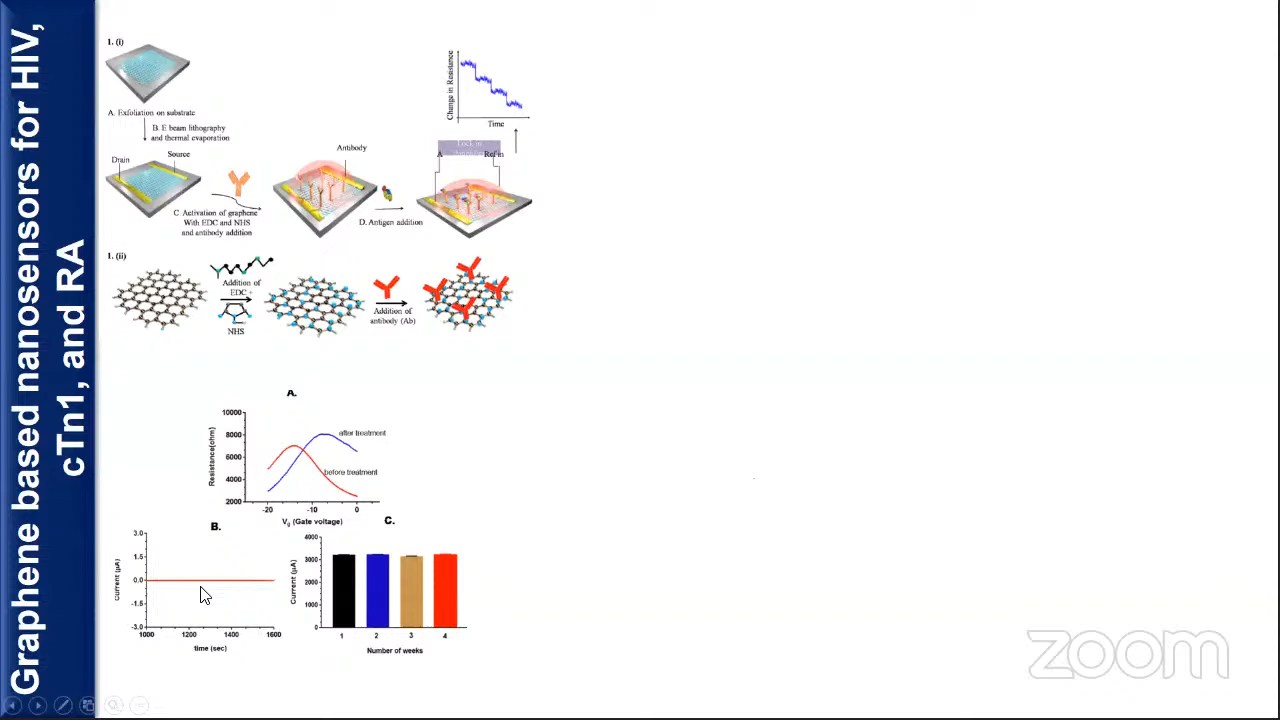 Graphene based nanosensors for HIV,
cTn1, and RA
1. (i)
A. Exfoliation on substrate
B. E beam lithography
and thermal evaporation
Drain
Source
C. Activation of graphene
With EDC and NHS
and antibody addition
Antibody
D. Antigen addition
Change in Resistance
Time
A
Ref in
1. (ii)
Addition of
EDC +
NHS
Addition of
antibody (Ab)
A.
Resistance(ohm)
10000
8000
6000
4000
2000
after treatment
before treatment
-20
-10
0
Vg (Gate voltage)
B.
Current (µA)
3.0
1.5
0.0
-1.5
-3.0
1000
1200
1400
1600
time (sec)
C.
Current (µA)
4000
3000
2000
1000
0
1
2
3
4
Number of weeks
zoom